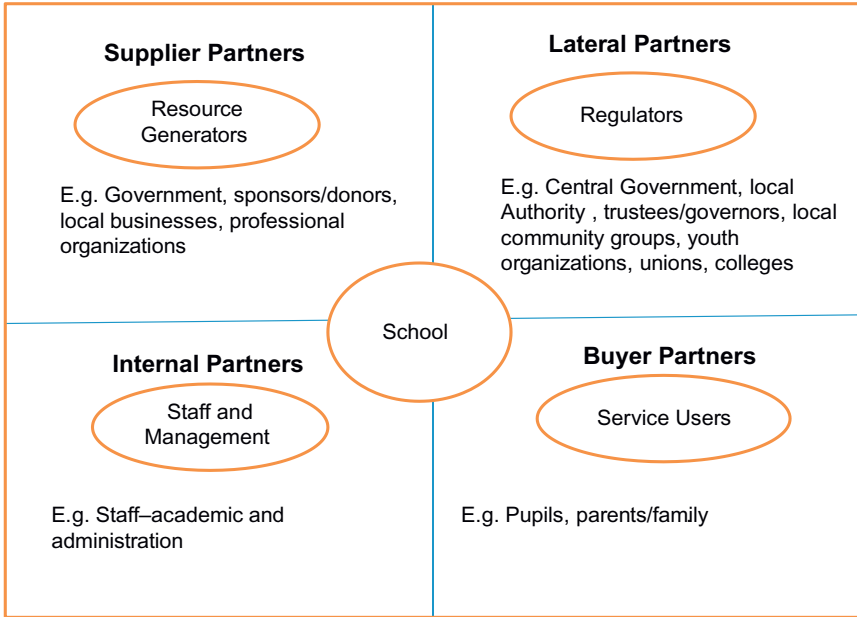 Supplier Partners
Resource
Generators
E.g. Government, sponsors/donors,
local businesses, professional
organizations
Lateral Partners
Regulators
E.g. Central Government, local
Authority , trustees/governors, local
community groups, youth
organizations, unions, colleges
School
Internal Partners
Staff and
Management
E.g. Staff–academic and
administration
Buyer Partners
Service Users
E.g. Pupils, parents/family